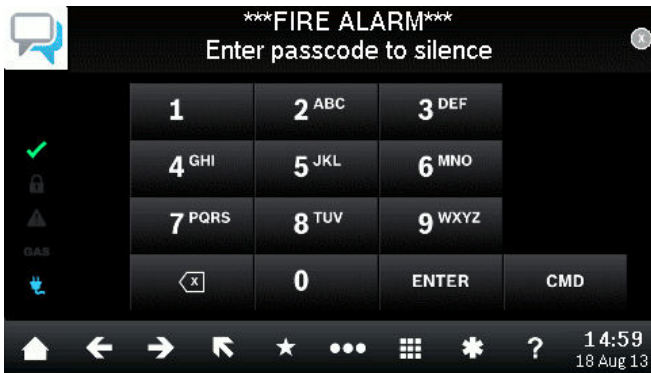 ***FIRE ALARM***
Enter passcode to silence
X
1
2 ABC
3 DEF
4 GHI
5 JKL
6 MNO
7 PQRS
8 TUV
9 WXYZ
GAS
X
0
ENTER
CMD
?
14:59
18 Aug 13